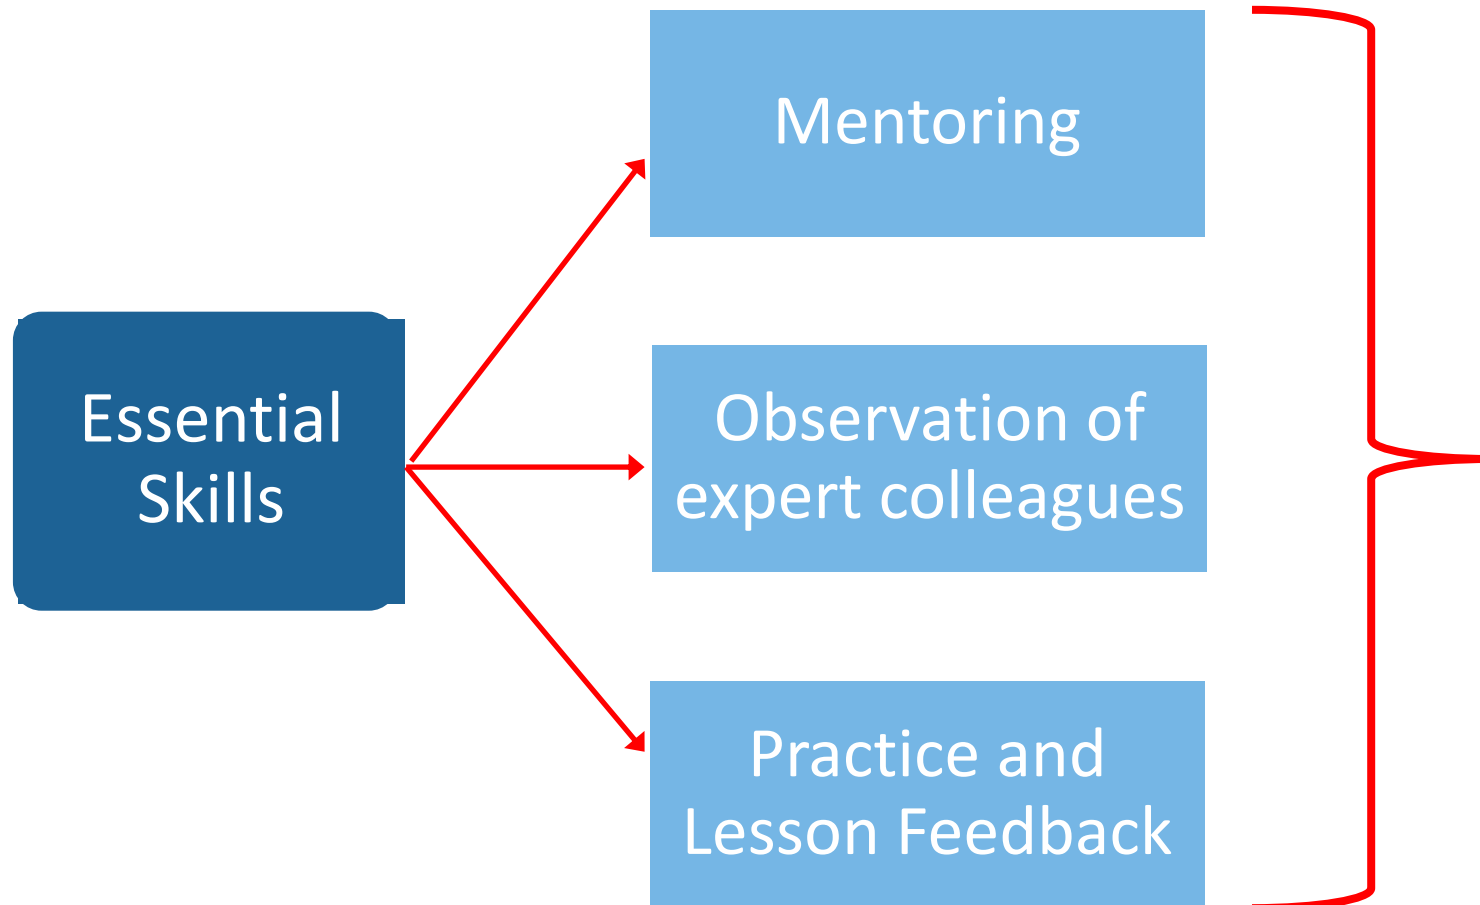 Mentoring
Essential
Skills
Observation of
expert colleagues
Practice and
Lesson Feedback